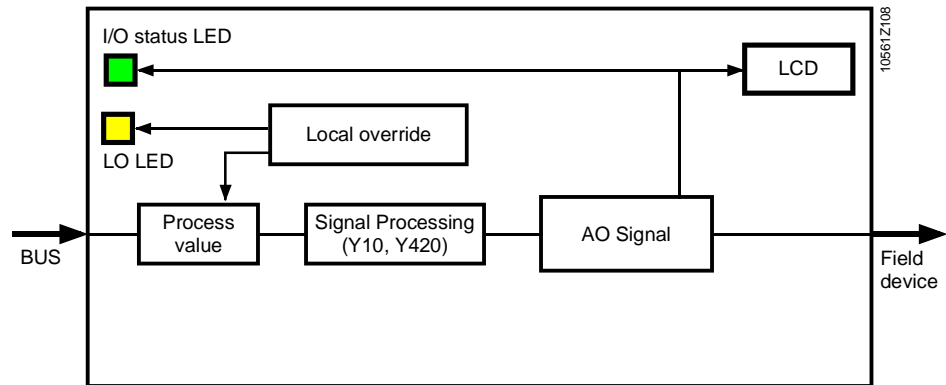 I/O status LED
10561Z108
LCD
Local override
LO LED
Process
value
Signal Processing
(Y10, Y420)
AO Signal
BUS
Field
device